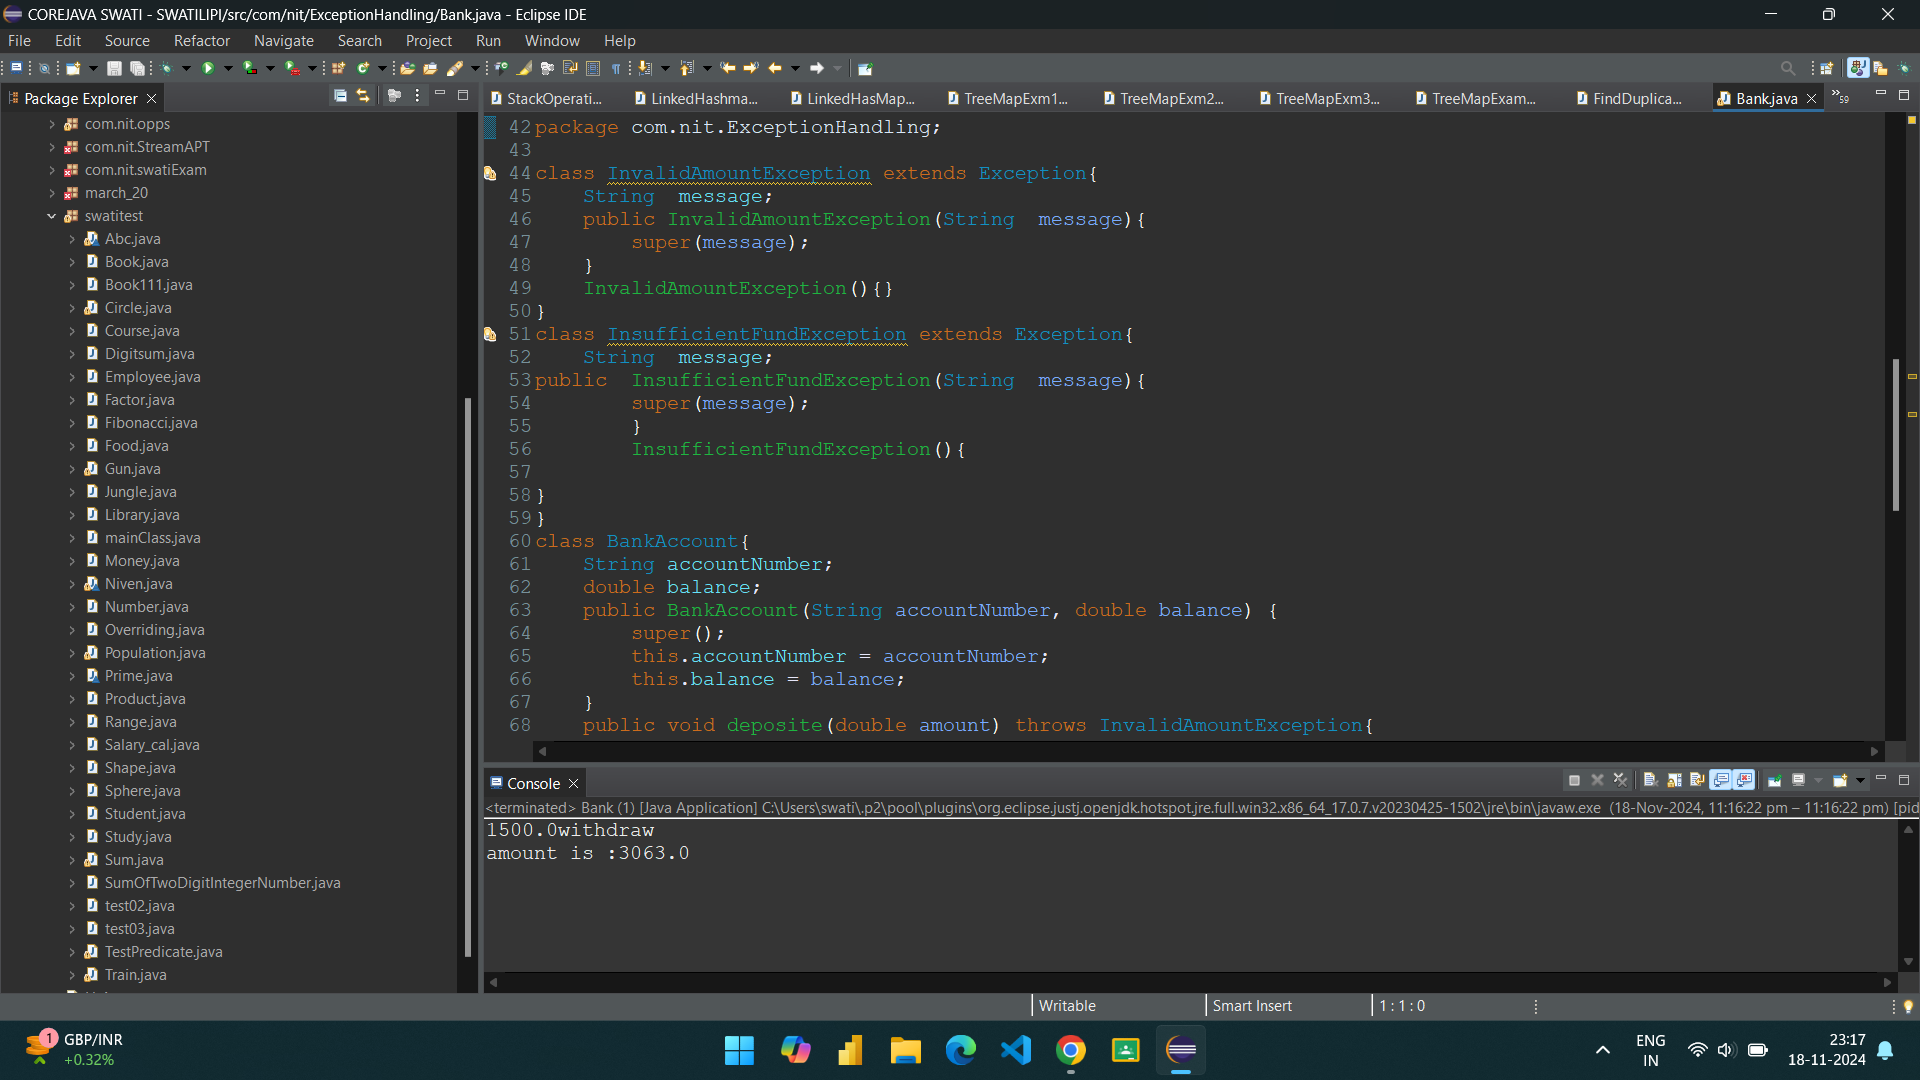 COREJAVA SWATI - SWATILIPI/src/com/nit/ExceptionHandling/Bank.java - Eclipse IDE
File Edit Source Refactor Navigate Search Project Run Window Help
Package Explorer
com.nit.opps
com.nit.StreamAPT
com.nit.swatiExam
march_20
swatitest
Abc.java
Book.java
Book111.java
Circle.java
Course.java
Digitsum.java
Employee.java
Factor.java
Fibonacci.java
Food.java
Gun.java
Jungle.java
Library.java
mainClass.java
Money.java
Niven.java
Number.java
Overriding.java
Population.java
Prime.java
Product.java
Range.java
Salary_cal.java
Shape.java
Sphere.java
Student.java
Study.java
Sum.java
SumOfTwoDigitIntegerNumber.java
test02.java
test03.java
TestPredicate.java
Train.java
StackOperati... LinkedHashma... LinkedHasMap... TreeMapExm1... TreeMapExm2... TreeMapExm3... TreeMapExam... FindDuplica... Bank.java 59
42 package com.nit.ExceptionHandling;
43
44 class InvalidAmountException extends Exception{
45 String  message;
46 public InvalidAmountException(String  message){
47 super(message);
48 }
49 InvalidAmountException(){}
50 }
51 class InsufficientFundException extends Exception{
52 String  message;
53 public  InsufficientFundException(String  message){
54 super(message);
55 }
56 InsufficientFundException(){
57
58 }
59 }
60 class BankAccount{
61 String accountNumber;
62 double balance;
63 public BankAccount(String accountNumber, double balance) {
64 super();
65 this.accountNumber = accountNumber;
66 this.balance = balance;
67 }
68 public void deposite(double amount) throws InvalidAmountException{
Console
<terminated> Bank (1) [Java Application] C:\Users\swati\.p2\pool\plugins\org.eclipse.justj.openjdk.hotspot.jre.full.win32.x86_64_17.0.7.v20230425-1502\jre\bin\javaw.exe (18-Nov-2024, 11:16:22 pm – 11:16:22 pm) [pid
1500.0withdraw
amount is :3063.0
Writable Smart Insert 1 : 1 : 0
1 GBP/INR
+0.32%
ENG
IN
23:17
18-11-2024